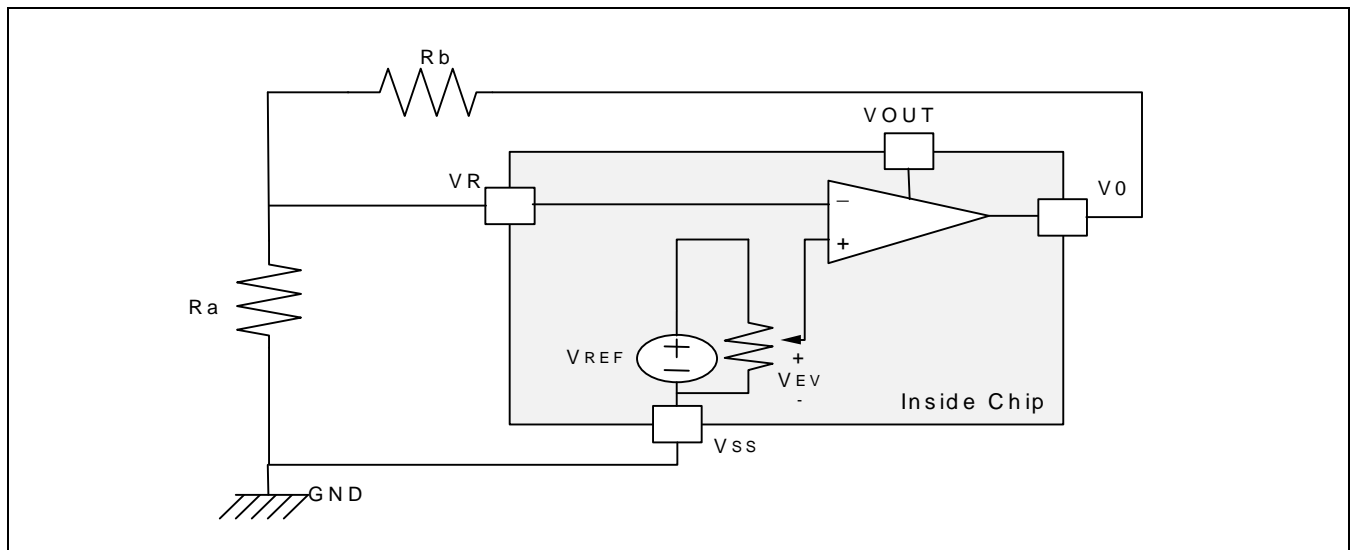 Rb
VOUT
VR
V0
−
+
Ra
VREF
+
−
+
VEV
-
Inside Chip
VSS
GND